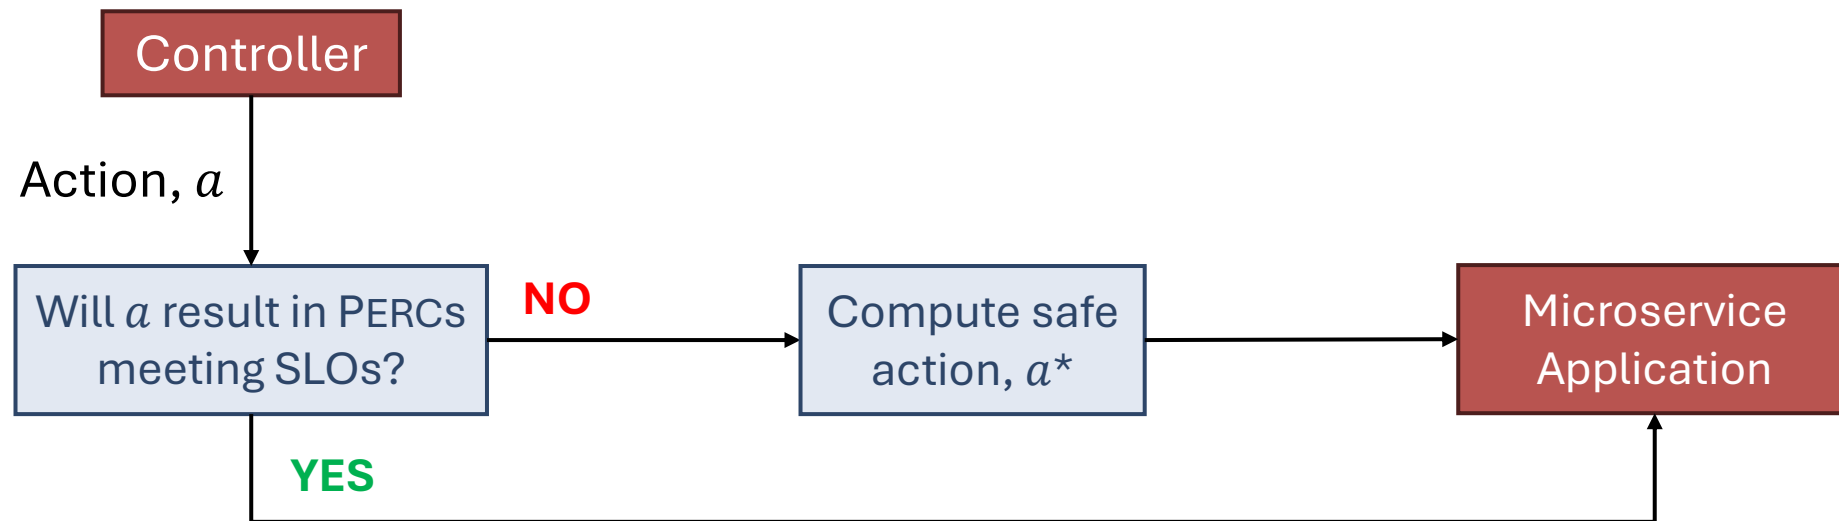 Controller
Action, a
Will a result in PERCs
meeting SLOs?
NO
Compute safe
action, a*
Microservice
Application
YES